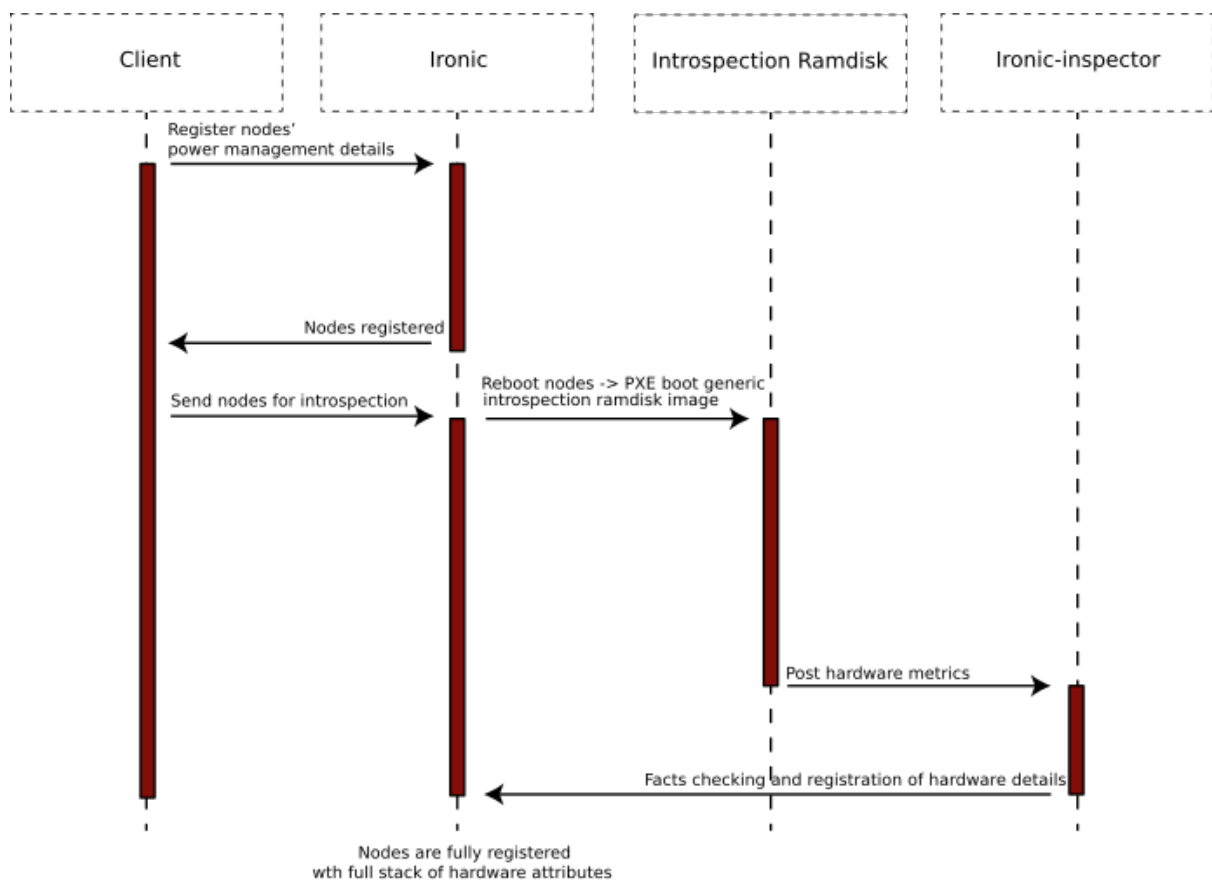 Client
Ironic
Introspection Ramdisk
Ironic-inspector
Register nodes'
power management details
Nodes registered
Send nodes for introspection
Reboot nodes -> PXE boot generic
introspection ramdisk image
Post hardware metrics
Facts checking and registration of hardware details
Nodes are fully registered
wth full stack of hardware attributes